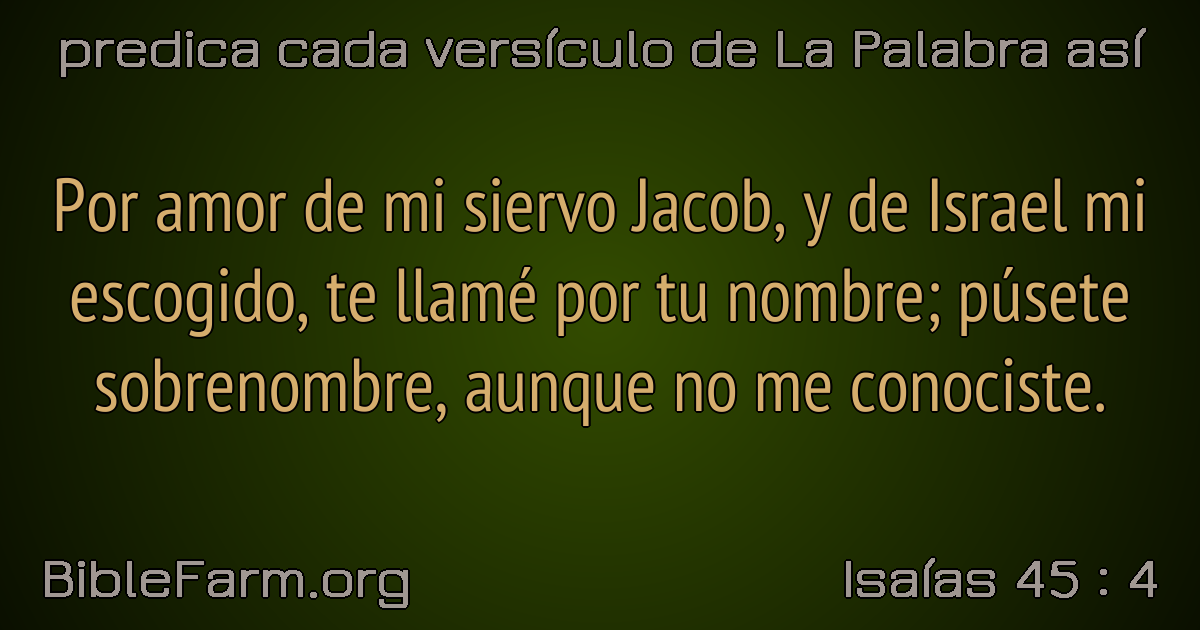 predica cada versículo de La Palabra así
Por amor de mi siervo Jacob, y de Israel mi
escogido, te llamé por tu nombre; púsete
sobrenombre, aunque no me conociste.
BibleFarm.org
Isaías 45 : 4